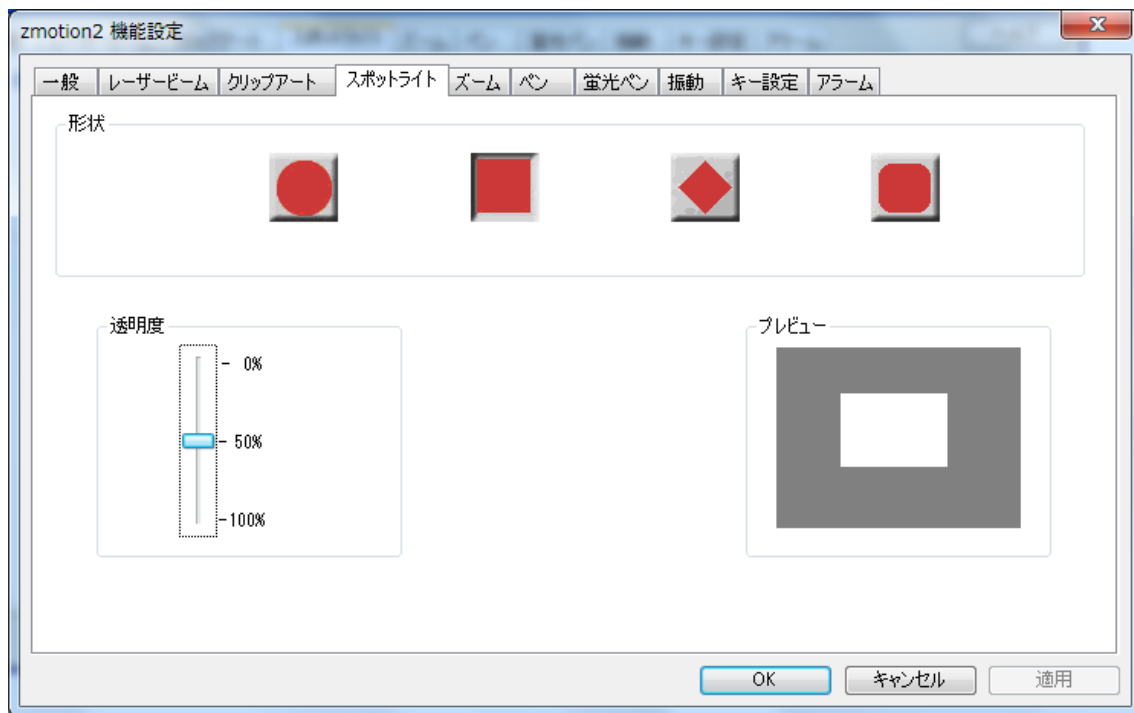 zmotion2 機能設定
一般 レーザービーム クリップアート スポットライト ズーム ペン 蛍光ペン 振動 キー設定 アラーム
形状
透明度
0%
50%
100%
プレビュー
OK キャンセル 適用